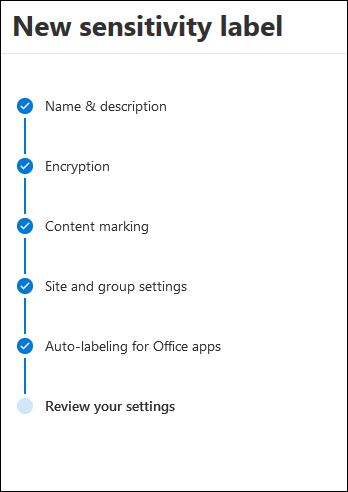 New sensitivity label
Name & description
Encryption
Content marking
Site and group settings
Auto-labeling for Office apps
Review your settings